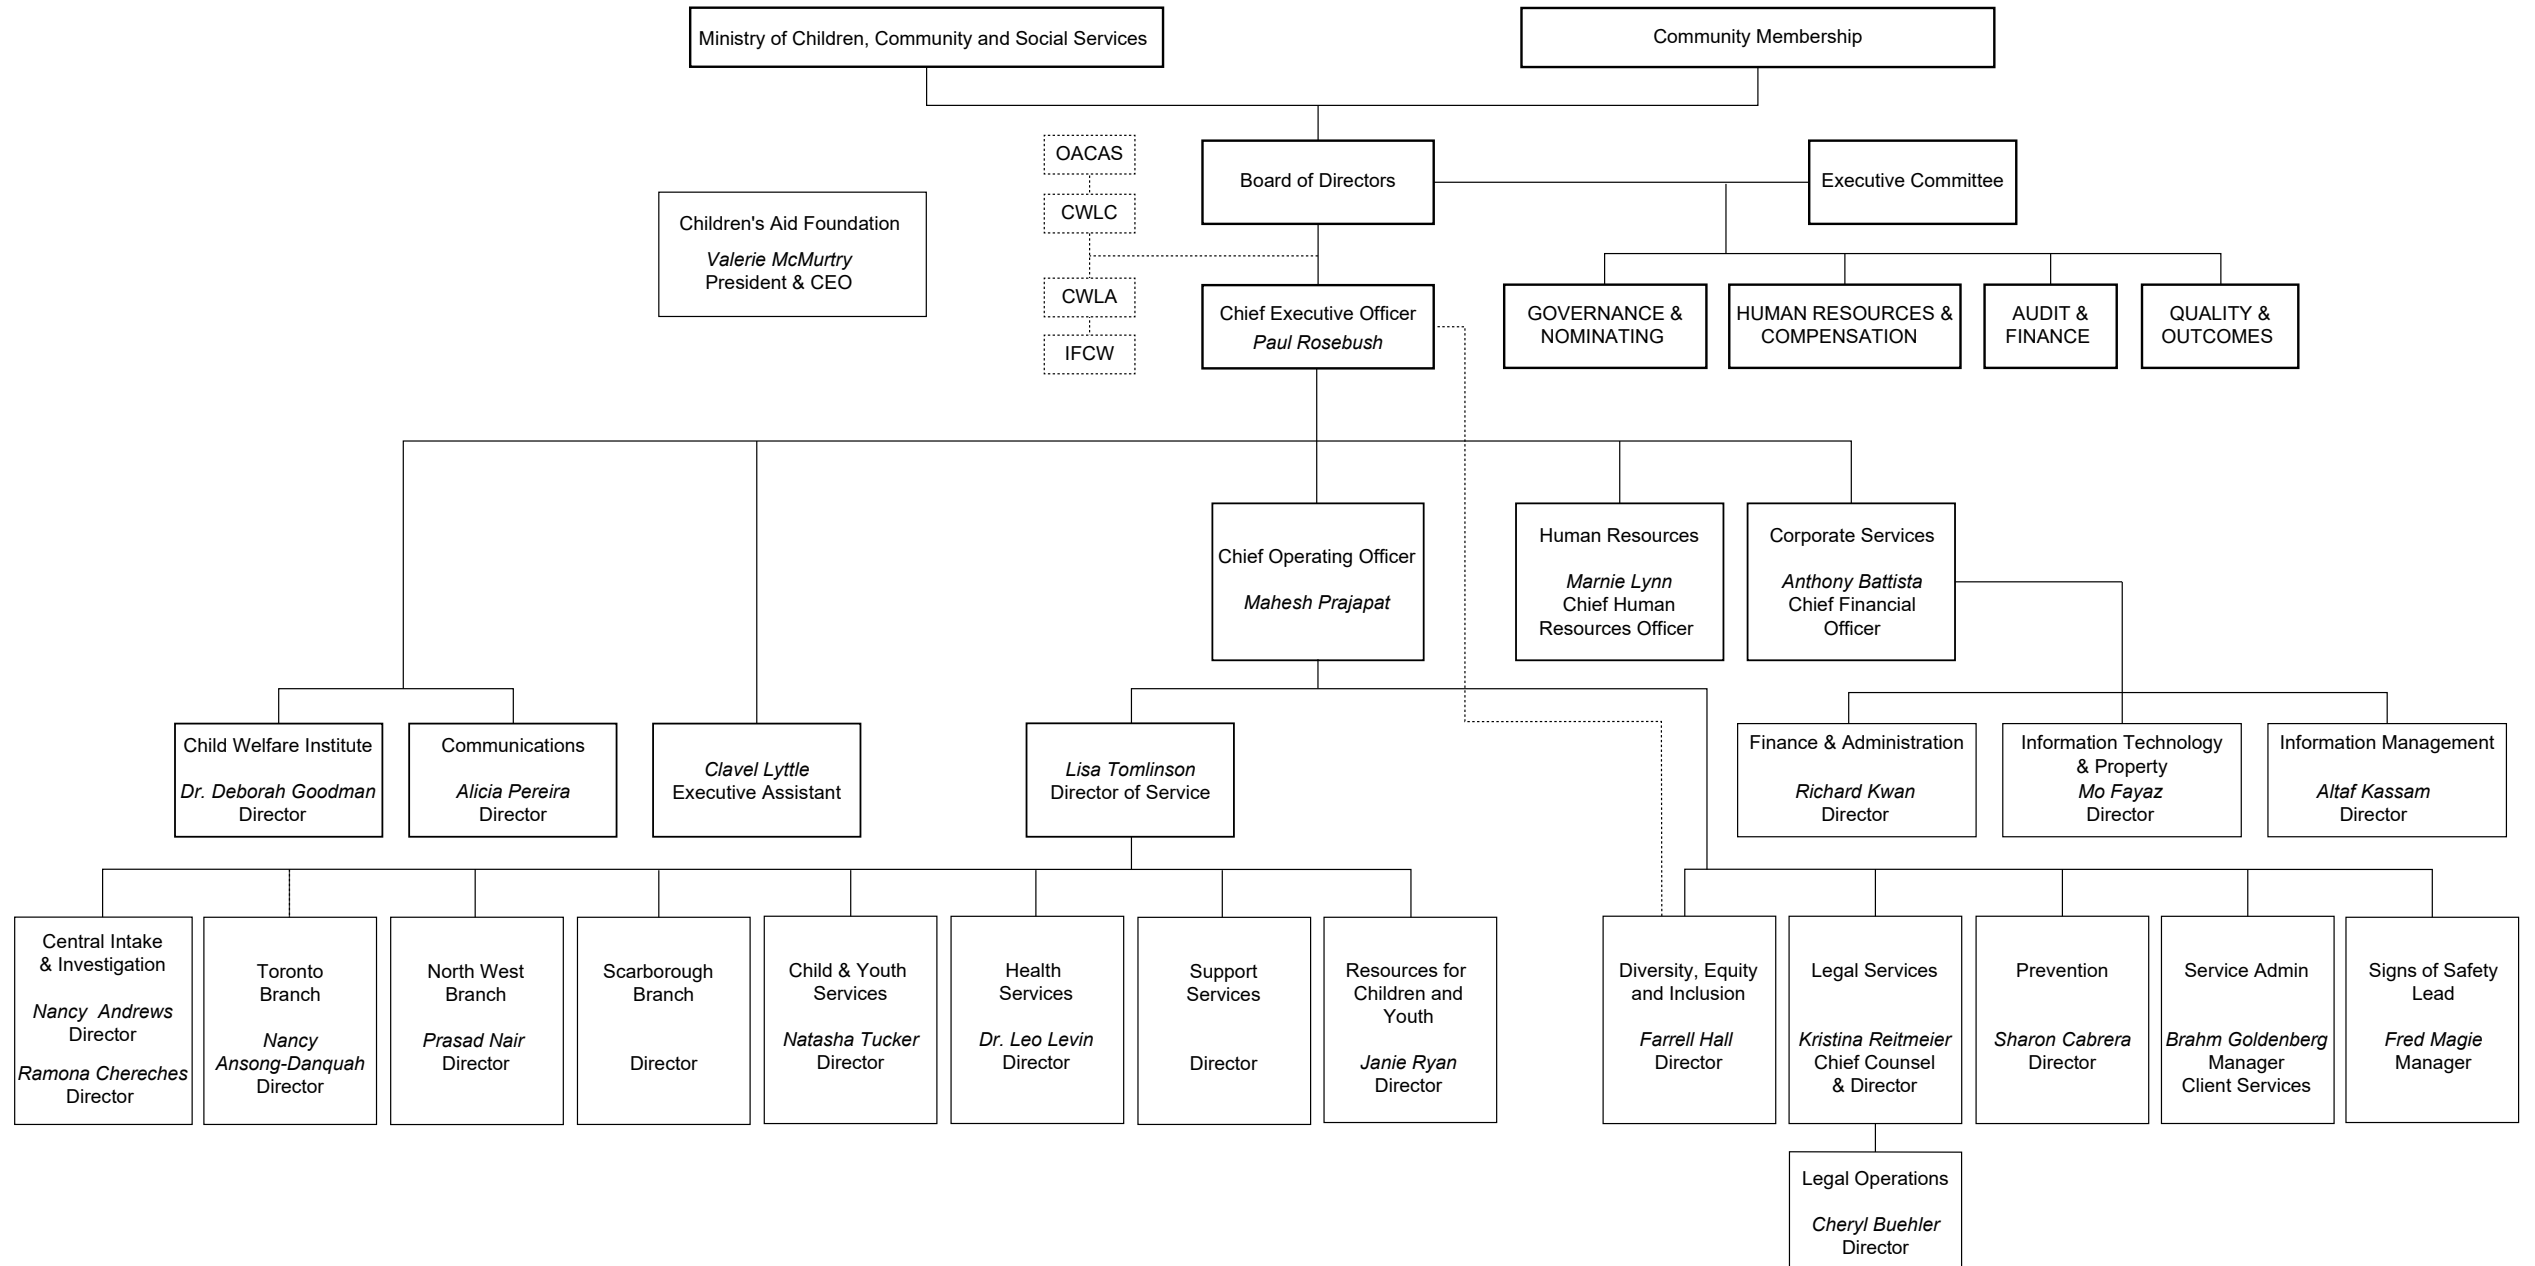 Ministry of Children, Community and Social Services
Community Membership
OACAS
CWLC
CWLA
IFCW
Children's Aid Foundation
Valerie McMurtry
President & CEO
Board of Directors
Executive Committee
Chief Executive Officer
Paul Rosebush
GOVERNANCE &
NOMINATING
HUMAN RESOURCES &
COMPENSATION
AUDIT &
FINANCE
QUALITY &
OUTCOMES
Chief Operating Officer
Mahesh Prajapat
Human Resources
Marnie Lynn
Chief Human
Resources Officer
Corporate Services
Anthony Battista
Chief Financial
Officer
Child Welfare Institute
Dr. Deborah Goodman
Director
Communications
Alicia Pereira
Director
Clavel Lyttle
Executive Assistant
Lisa Tomlinson
Director of Service
Finance & Administration
Richard Kwan
Director
Information Technology
& Property
Mo Fayaz
Director
Information Management
Altaf Kassam
Director
Central Intake
& Investigation
Nancy Andrews
Director
Ramona Chereches
Director
Toronto
Branch
Nancy
Ansong-Danquah
Director
North West
Branch
Prasad Nair
Director
Scarborough
Branch
Director
Child & Youth
Services
Natasha Tucker
Director
Health
Services
Dr. Leo Levin
Director
Support
Services
Director
Resources for
Children and
Youth
Janie Ryan
Director
Diversity, Equity
and Inclusion
Farrell Hall
Director
Legal Services
Kristina Reitmeier
Chief Counsel
& Director
Prevention
Sharon Cabrera
Director
Service Admin
Brahm Goldenberg
Manager
Client Services
Signs of Safety
Lead
Fred Magie
Manager
Legal Operations
Cheryl Buehler
Director